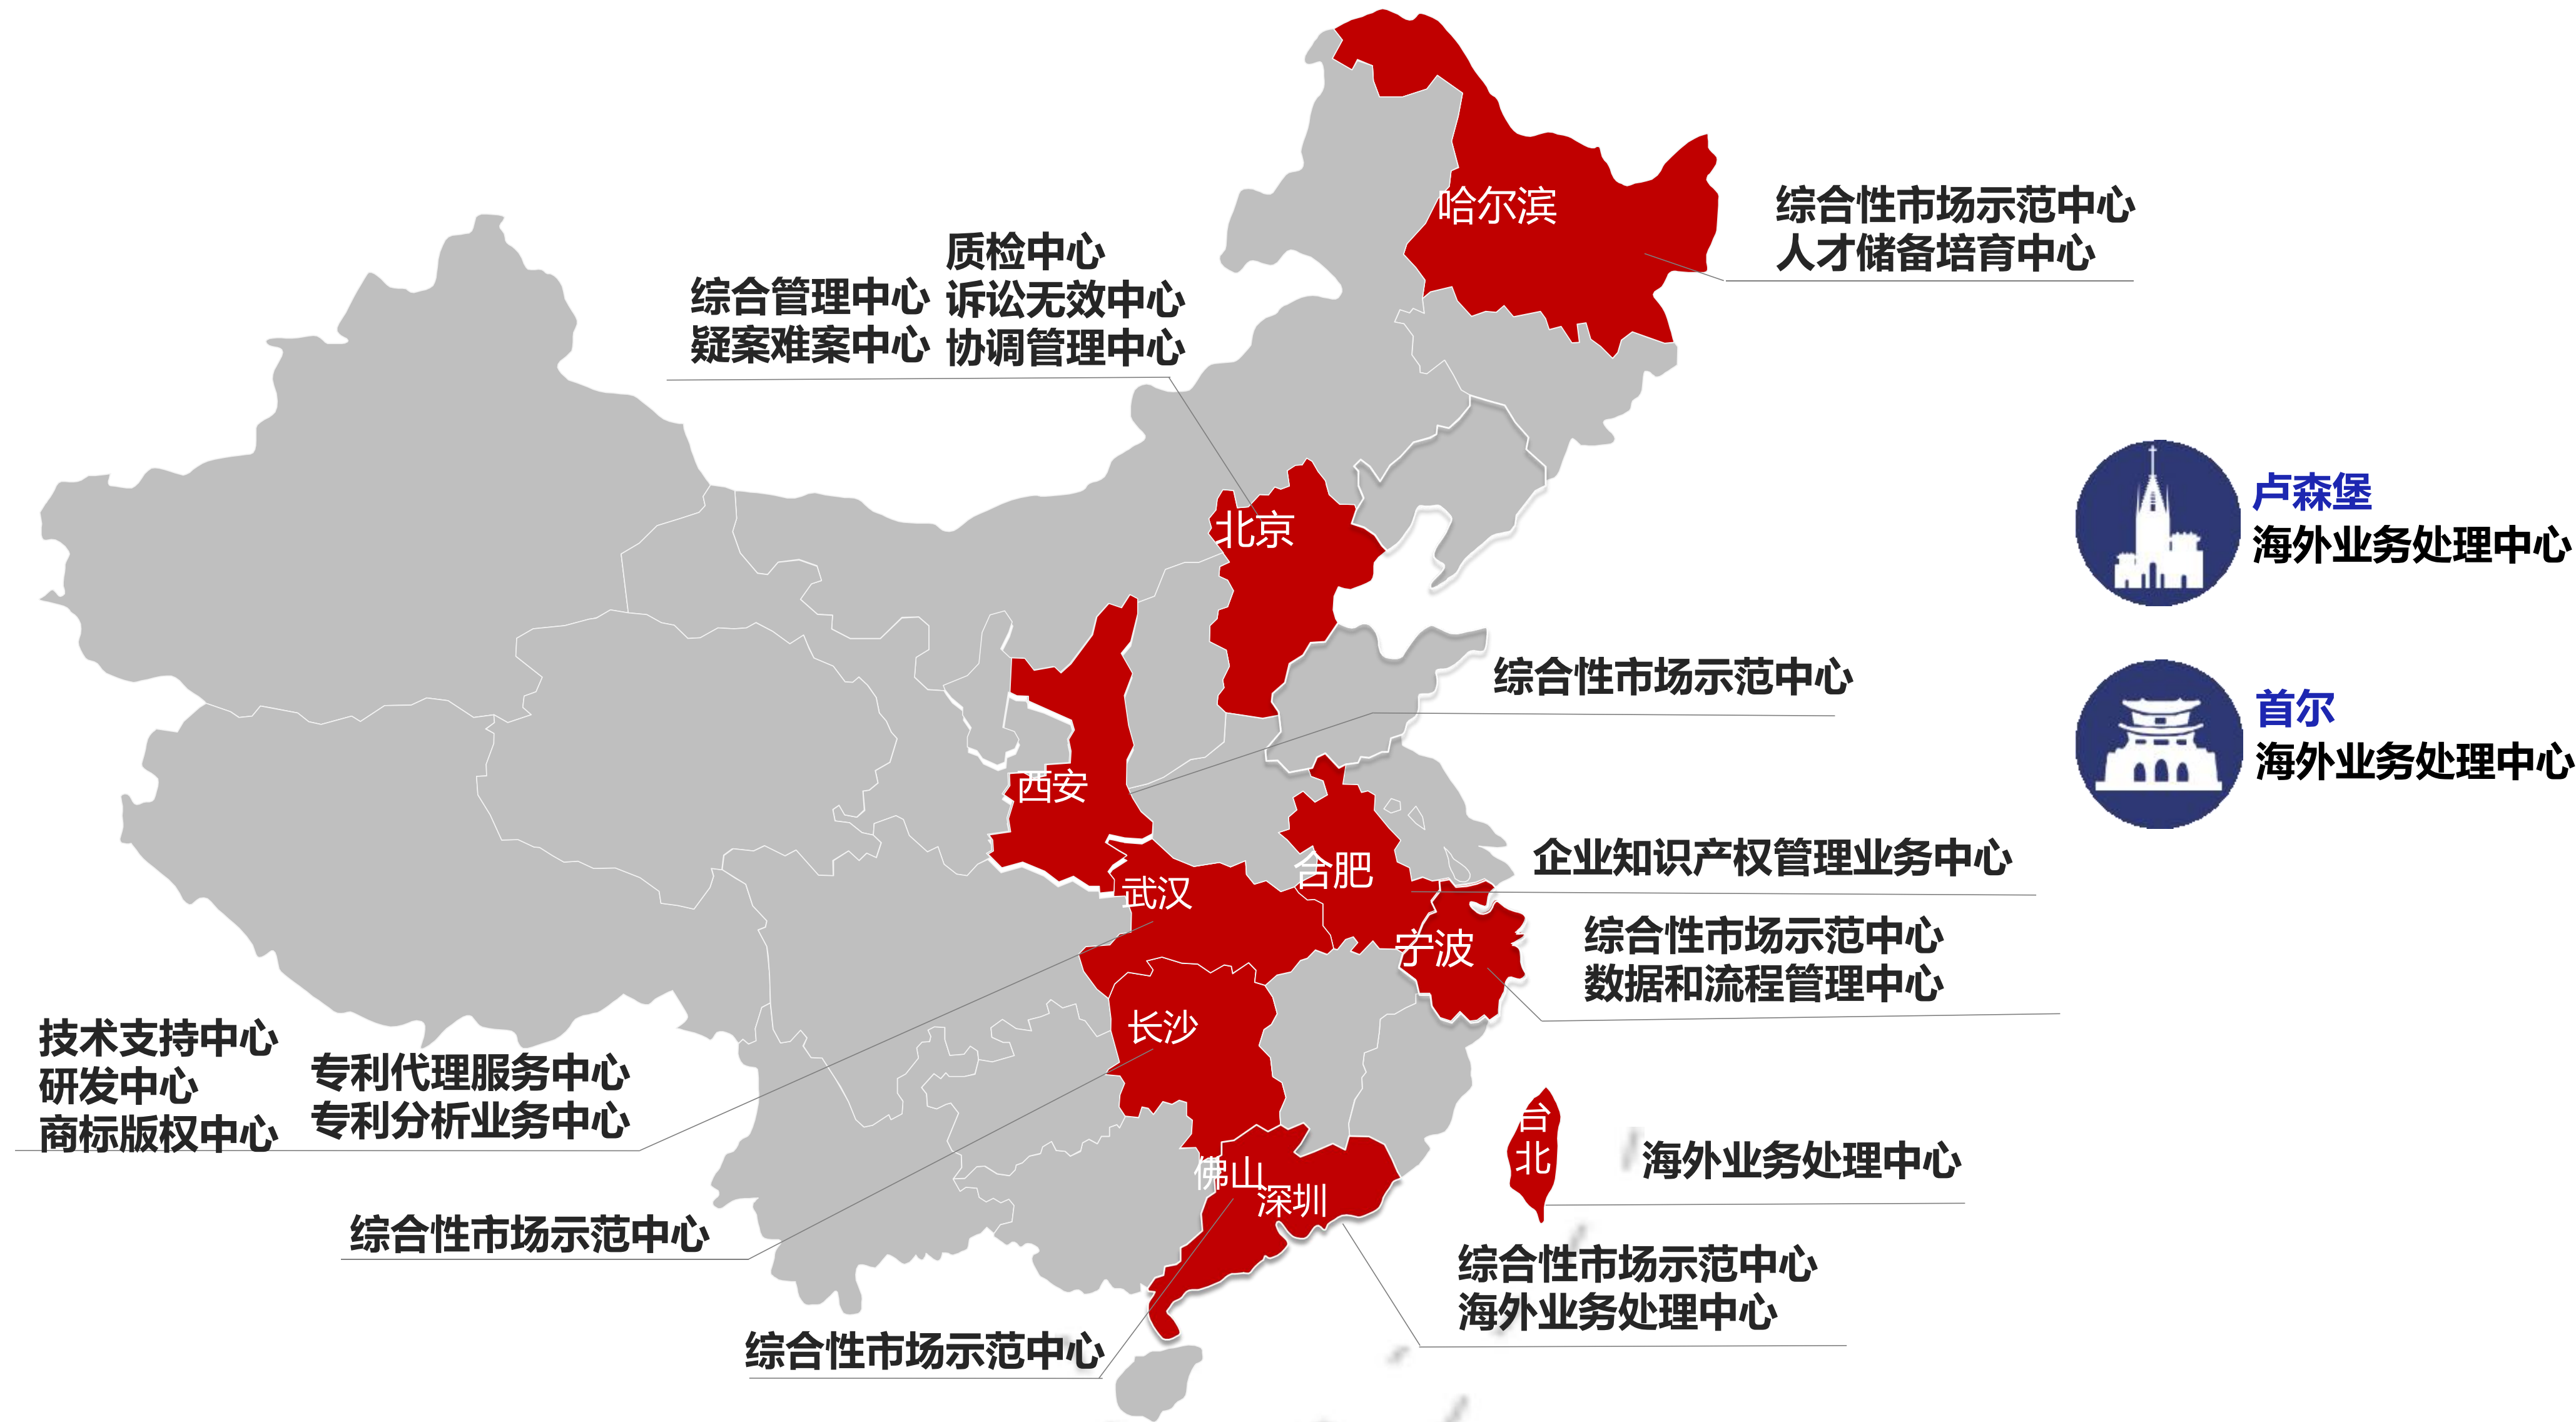 哈尔滨
综合性市场示范中心
人才储备培育中心
综合管理中心
疑案难案中心
质检中心
诉讼无效中心
协调管理中心
北京
卢森堡
海外业务处理中心
首尔
海外业务处理中心
综合性市场示范中心
西安
合肥
企业知识产权管理业务中心
武汉
宁波
综合性市场示范中心
数据和流程管理中心
长沙
技术支持中心
研发中心
商标版权中心
专利代理服务中心
专利分析业务中心
台
北
海外业务处理中心
佛山
深圳
综合性市场示范中心
综合性市场示范中心
海外业务处理中心
综合性市场示范中心